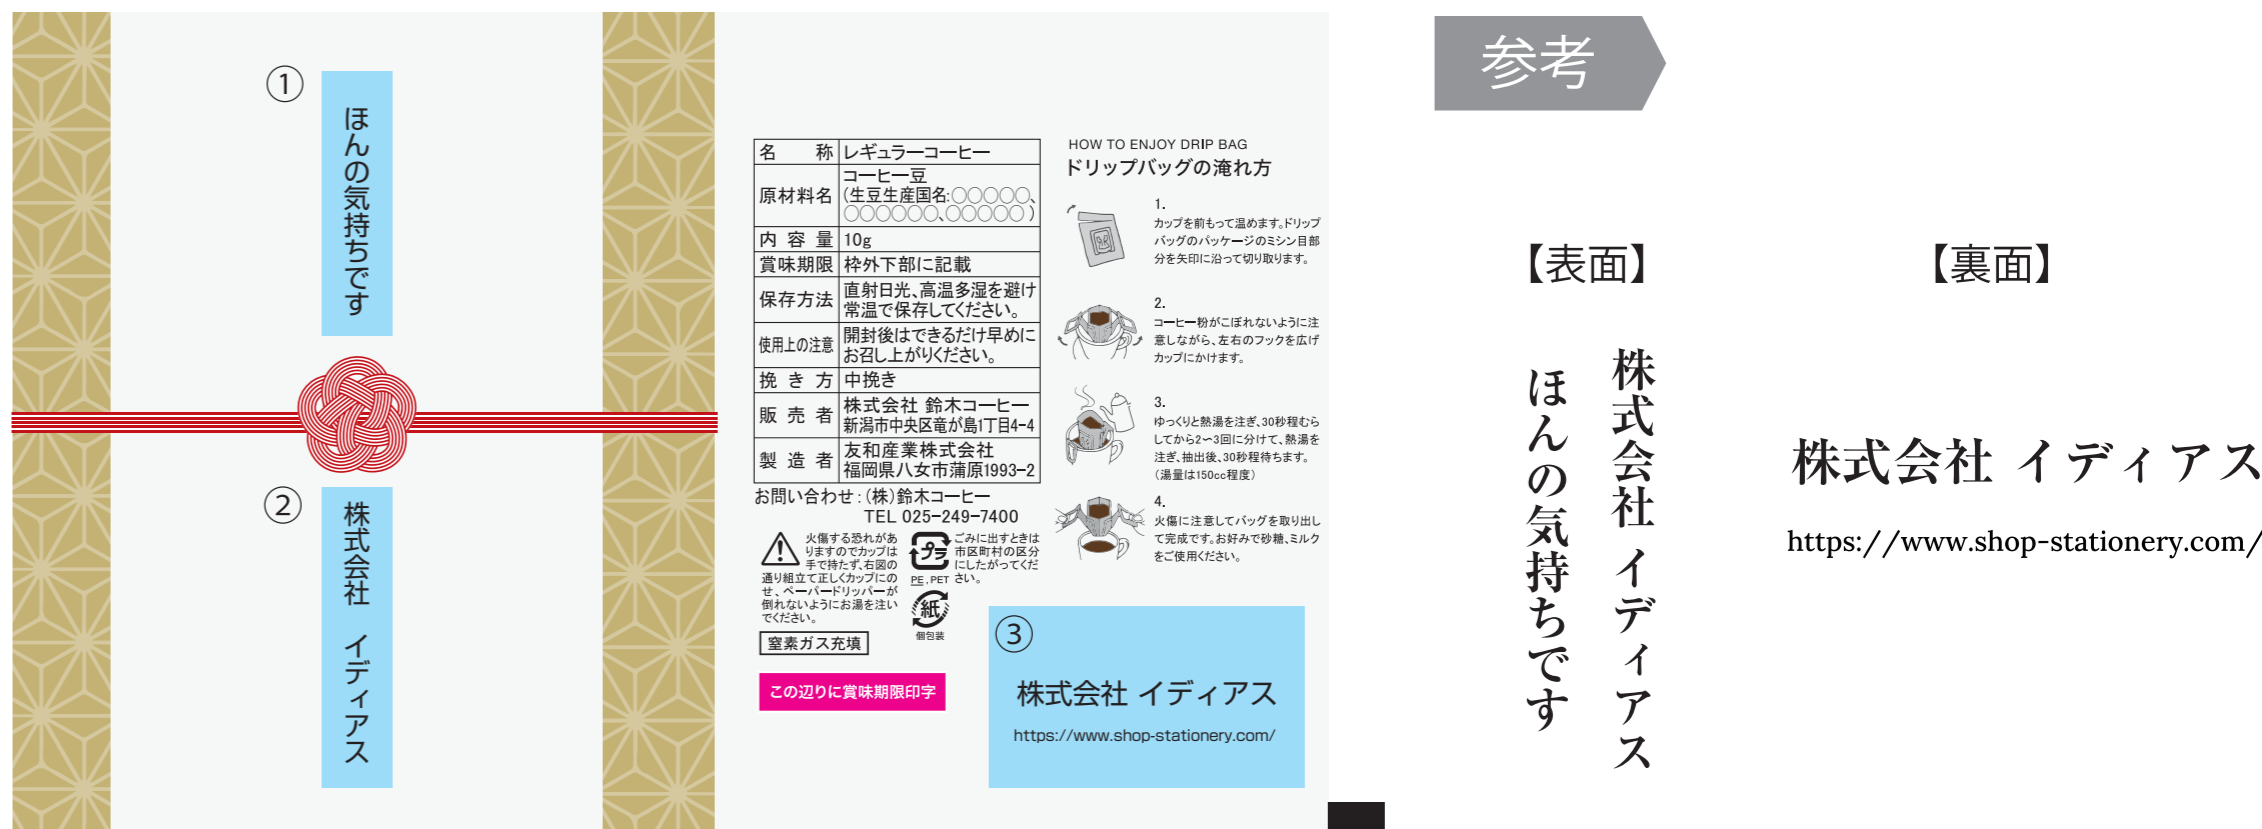 ①
ほんの気持ちです
②
株式会社　イディアス
名　　称 レギュラーコーヒー
原材料名 コーヒー豆
(生豆生産国名:○○○○○、
○○○○○○、○○○○○)
内 容 量 10g
賞味期限 枠外下部に記載
保存方法 直射日光、高温多湿を避け
常温で保存してください。
使用上の注意 開封後はできるだけ早めに
お召し上がりください。
挽 き 方 中挽き
販 売 者 株式会社 鈴木コーヒー
新潟市中央区竜が島1丁目4-4
製 造 者 友和産業株式会社
福岡県八女市蒲原1993-2
お問い合わせ:(株)鈴木コーヒー
TEL 025-249-7400
火傷する恐れがあ
りますのでカップは
手で持たず、右図の
通り組立て正しくカップにの
せ、ペーパードリッパーが
倒れないようにお湯を注い
でください。
プラ
PE,PET
ごみに出すときは
市区町村の区分
にしたがってくだ
さい。
紙
個包装
窒素ガス充填
この辺りに賞味期限印字
HOW TO ENJOY DRIP BAG
ドリップバッグの淹れ方
1.
カップを前もって温めます。ドリップ
バッグのパッケージのミシン目部
分を矢印に沿って切り取ります。
2.
コーヒー粉がこぼれないように注
意しながら、左右のフックを広げ
カップにかけます。
3.
ゆっくりと熱湯を注ぎ、30秒程むら
してから2〜3回に分けて、熱湯を
注ぎ、抽出後、30秒程待ちます。
(湯量は150cc程度)
4.
火傷に注意してバッグを取り出し
て完成です。お好みで砂糖、ミルク
をご使用ください。
③
株式会社 イディアス
https://www.shop-stationery.com/
参考
【表面】
株式会社 イディアス
ほんの気持ちです
【裏面】
株式会社 イディアス
https://www.shop-stationery.com/